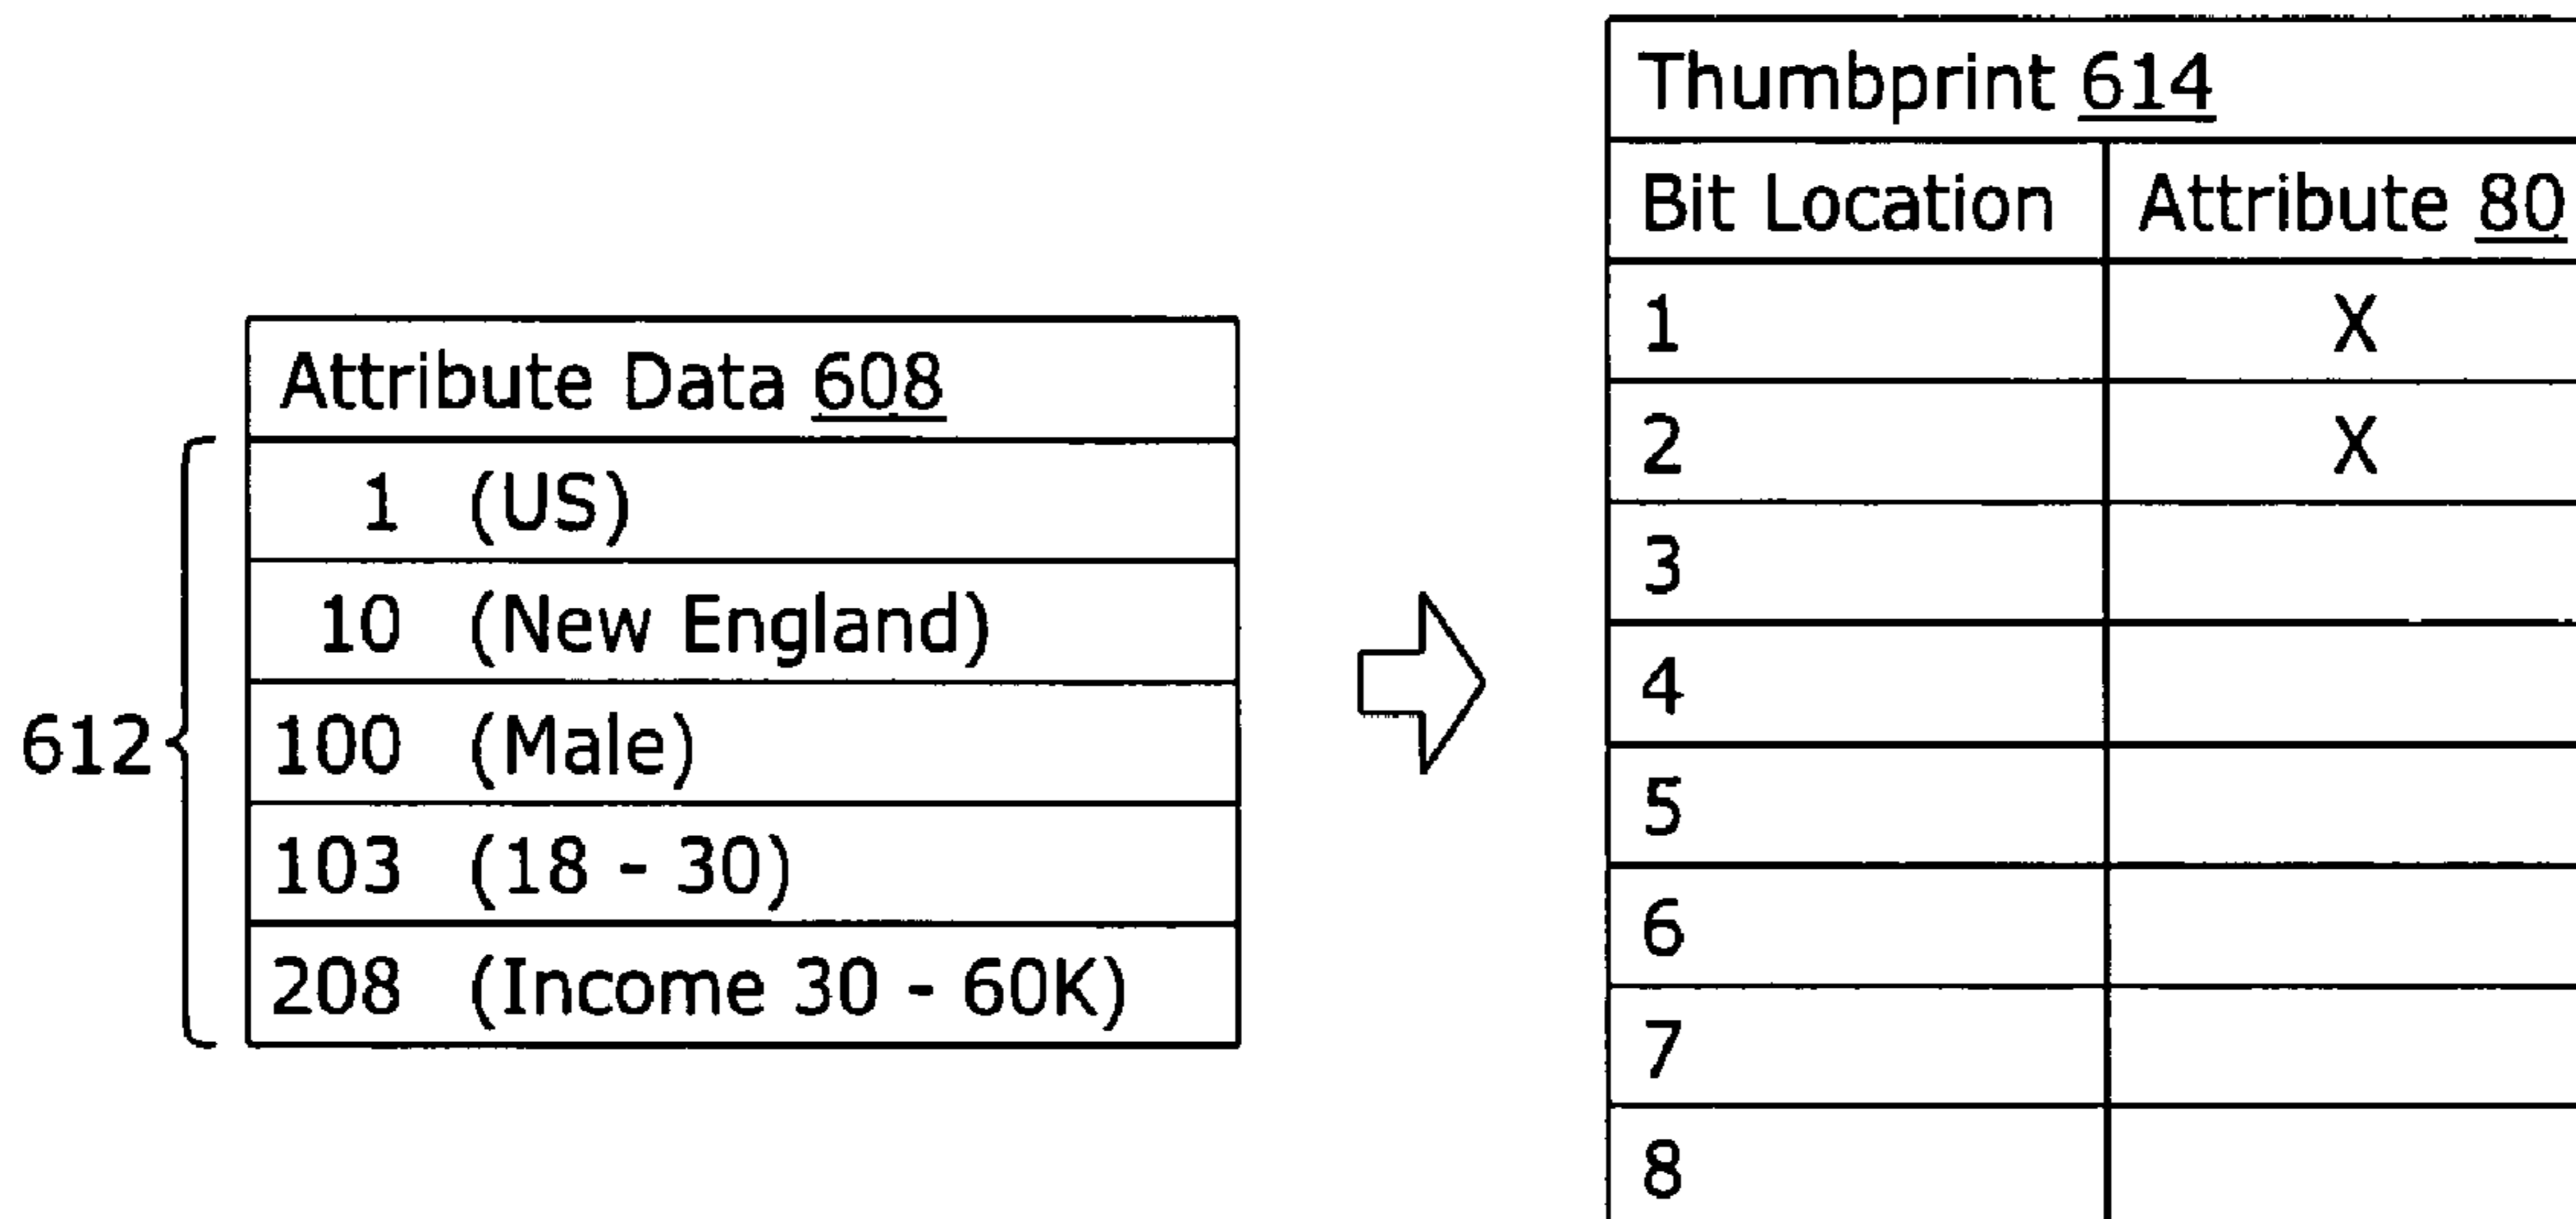 Attribute Data 608
1 (US)
10 (New England)
100 (Male)
103 (18 - 30)
208 (Income 30 - 60K)
612
Thumbprint 614
Bit Location Attribute 80
1 X
2 X
3
4
5
6
7
8